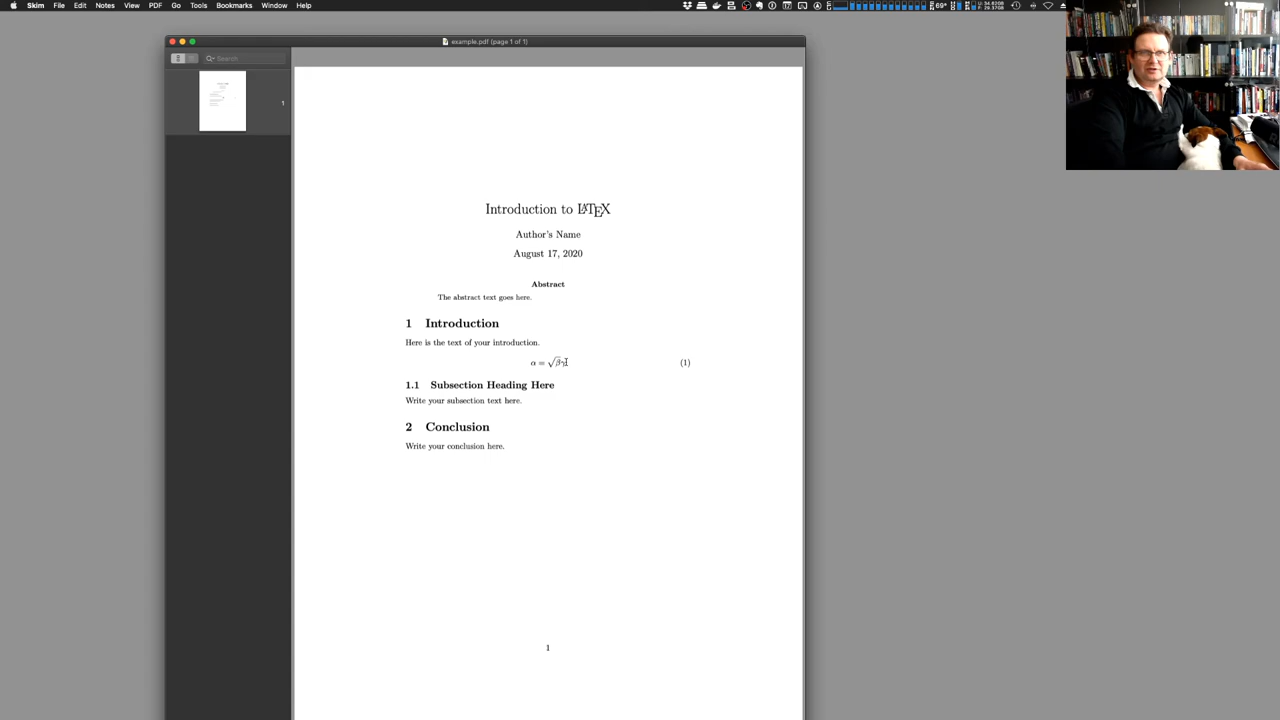 Skim File Edit View PDF Go Tools Notes Bookmarks Window Help
example.pdf (page 1 of 1)
Search
1
Introduction to LATEX
Author's Name
August 17, 2020
Abstract
The abstract text goes here.
1 Introduction
Here is the text of your introduction.
α = √βγ (1)
1.1 Subsection Heading Here
Write your subsection text here.
2 Conclusion
Write your conclusion here.
1